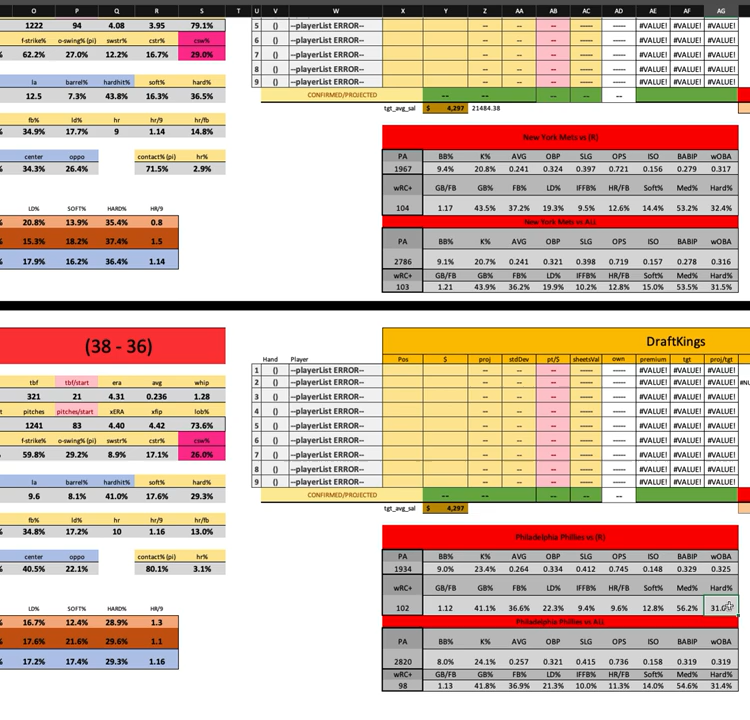 O P Q R S T U V W X Y Z AA AB AC AD AE AF AG
1222 94 4.08 3.95 79.1% 5 () --playerList ERROR-- -- -- -- ----- ----- #VALUE! #VALUE! #VALUE!
f-strike% o-swing% (pi) swstr% cstr% csw% 6 () --playerList ERROR-- -- -- -- ----- ----- #VALUE! #VALUE! #VALUE!
62.2% 27.0% 12.2% 16.7% 29.0% 7 () --playerList ERROR-- -- -- -- ----- ----- #VALUE! #VALUE! #VALUE!
8 () --playerList ERROR-- -- -- -- ----- ----- #VALUE! #VALUE! #VALUE!
la barrel% hardhit% soft% hard% 9 () --playerList ERROR-- -- -- -- ----- ----- #VALUE! #VALUE! #VALUE!
12.5 7.3% 43.8% 16.3% 36.5% CONFIRMED/PROJECTED -- -- -- -- --
tgt_avg_sal $ 4,297 21484.38
fb% ld% hr hr/9 hr/fb
34.9% 17.7% 9 1.14 14.8% New York Mets vs (R)
center oppo contact% (pi) hr% PA BB% K% AVG OBP SLG OPS ISO BABIP wOBA
34.3% 26.4% 71.5% 2.9% 1967 9.4% 20.8% 0.241 0.324 0.397 0.721 0.156 0.279 0.317
wRC+ GB/FB GB% FB% LD% IFFB% HR/FB Soft% Med% Hard%
LD% SOFT% HARD% HR/9 104 1.17 43.5% 37.2% 19.3% 9.5% 12.6% 14.4% 53.2% 32.4%
20.8% 13.9% 35.4% 0.8 New York Mets vs ALL
15.3% 18.2% 37.4% 1.5 PA BB% K% AVG OBP SLG OPS ISO BABIP wOBA
17.9% 16.2% 36.4% 1.14 2786 9.1% 20.7% 0.241 0.321 0.398 0.719 0.157 0.278 0.316
wRC+ GB/FB GB% FB% LD% IFFB% HR/FB Soft% Med% Hard%
103 1.21 43.9% 36.2% 19.9% 10.2% 12.8% 15.0% 53.5% 31.5%
(38 - 36) DraftKings
Hand Player Pos $ proj stdDev pt/$ sheetsVal own premium tgt proj/tgt
1 () --playerList ERROR-- -- -- -- ----- ----- #VALUE! #VALUE! #VALUE!
tbf tbf/start era avg whip 2 () --playerList ERROR-- -- -- -- ----- ----- #VALUE! #VALUE! #VALUE! #NU
321 21 4.31 0.236 1.28 3 () --playerList ERROR-- -- -- -- ----- ----- #VALUE! #VALUE! #VALUE!
pitches pitches/start xERA xfip lob% 4 () --playerList ERROR-- -- -- -- ----- ----- #VALUE! #VALUE! #VALUE!
1241 83 4.40 4.42 73.6% 5 () --playerList ERROR-- -- -- -- ----- ----- #VALUE! #VALUE! #VALUE!
f-strike% o-swing% (pi) swstr% cstr% csw% 6 () --playerList ERROR-- -- -- -- ----- ----- #VALUE! #VALUE! #VALUE!
59.8% 29.2% 8.9% 17.1% 26.0% 7 () --playerList ERROR-- -- -- -- ----- ----- #VALUE! #VALUE! #VALUE!
8 () --playerList ERROR-- -- -- -- ----- ----- #VALUE! #VALUE! #VALUE!
la barrel% hardhit% soft% hard% 9 () --playerList ERROR-- -- -- -- ----- ----- #VALUE! #VALUE! #VALUE!
9.6 8.1% 41.0% 17.6% 29.3% CONFIRMED/PROJECTED -- -- -- -- --
tgt_avg_sal $ 4,297
fb% ld% hr hr/9 hr/fb
34.8% 17.2% 10 1.16 13.0% Philadelphia Phillies vs (R)
center oppo contact% (pi) hr% PA BB% K% AVG OBP SLG OPS ISO BABIP wOBA
40.5% 22.1% 80.1% 3.1% 1934 9.0% 23.4% 0.264 0.334 0.412 0.745 0.148 0.329 0.325
wRC+ GB/FB GB% FB% LD% IFFB% HR/FB Soft% Med% Hard%
LD% SOFT% HARD% HR/9 102 1.12 41.1% 36.6% 22.3% 9.4% 9.6% 12.8% 56.2%
16.7% 12.4% 28.9% 1.3 Philadelphia Phillies vs ALL
17.6% 21.6% 29.6% 1.1 PA BB% K% AVG OBP SLG OPS ISO BABIP wOBA
17.2% 17.4% 29.3% 1.16 2820 8.0% 24.1% 0.257 0.321 0.415 0.736 0.158 0.319 0.319
wRC+ GB/FB GB% FB% LD% IFFB% HR/FB Soft% Med% Hard%
98 1.13 41.8% 36.9% 21.3% 10.0% 11.3% 14.0% 54.6% 31.4%